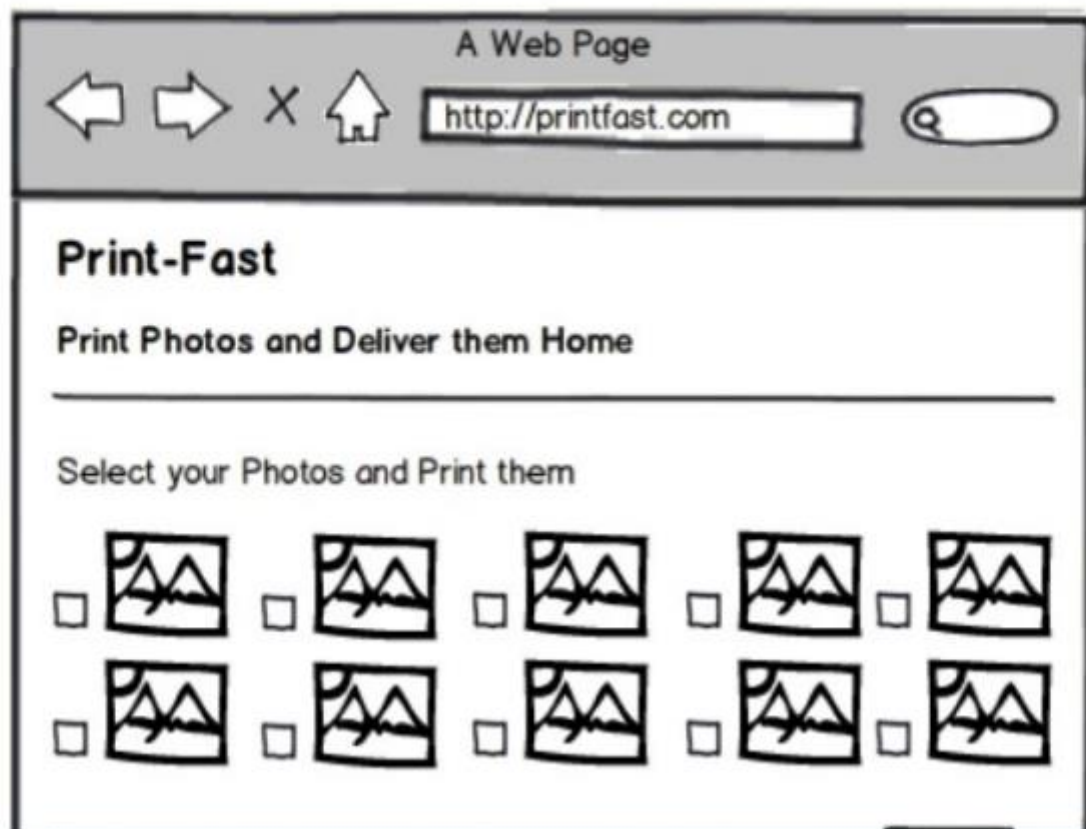 A Web Page
http://printfast.com
Print-Fast
Print Photos and Deliver them Home
Select your Photos and Print them